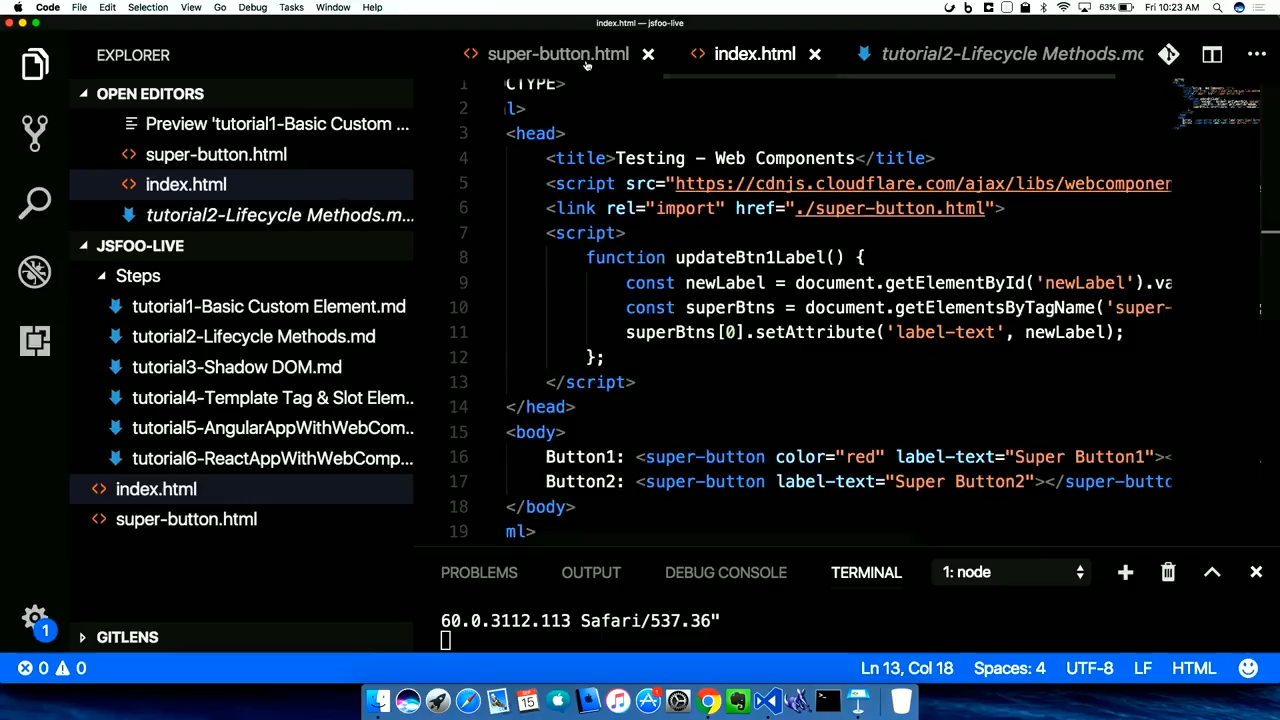 Code File Edit Selection View Go Debug Tasks Window Help 63% Fri 10:23 AM
index.html — jsfoo-live
EXPLORER
super-button.html
index.html
tutorial2-Lifecycle Methods.mc
OPEN EDITORS
Preview 'tutorial1-Basic Custom ...
super-button.html
index.html
tutorial2-Lifecycle Methods.m...
JSFOO-LIVE
Steps
tutorial1-Basic Custom Element.md
tutorial2-Lifecycle Methods.md
tutorial3-Shadow DOM.md
tutorial4-Template Tag & Slot Elem...
tutorial5-AngularAppWithWebCom...
tutorial6-ReactAppWithWebComp...
index.html
super-button.html
GITLENS
1 CTYPE>
2 l>
3 <head>
4 <title>Testing - Web Components</title>
5 <script src="https://cdnjs.cloudflare.com/ajax/libs/webcomponen
6 <link rel="import" href="./super-button.html">
7 <script>
8 function updateBtn1Label() {
9 const newLabel = document.getElementById('newLabel').va
10 const superBtns = document.getElementsByTagName('super-
11 superBtns[0].setAttribute('label-text', newLabel);
12 };
13 </script>
14 </head>
15 <body>
16 Button1: <super-button color="red" label-text="Super Button1"><
17 Button2: <super-button label-text="Super Button2"></super-butto
18 </body>
19 ml>
PROBLEMS OUTPUT DEBUG CONSOLE TERMINAL 1: node
60.0.3112.113 Safari/537.36"
1
0 0 Ln 13, Col 18 Spaces: 4 UTF-8 LF HTML